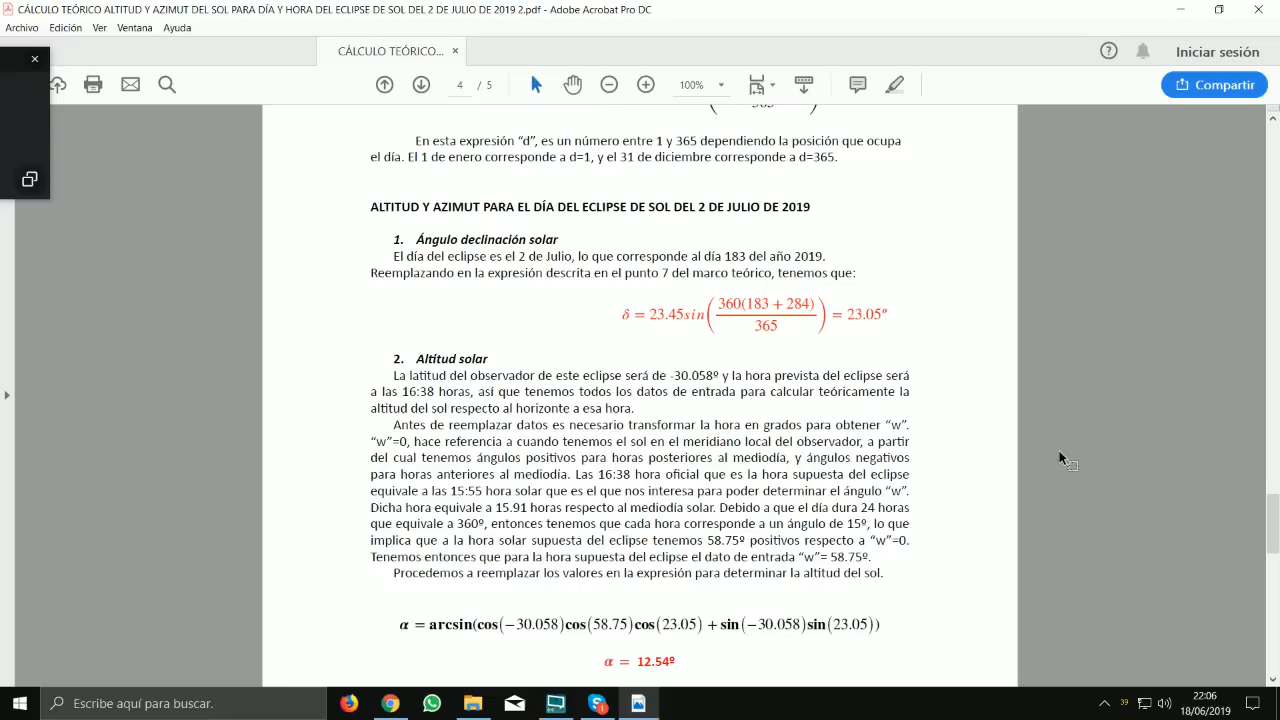 CÁLCULO TEÓRICO ALTITUD Y AZIMUT DEL SOL PARA DÍA Y HORA DEL ECLIPSE DE SOL DEL 2 DE JULIO DE 2019 2.pdf - Adobe Acrobat Pro DC
Archivo Edición Ver Ventana Ayuda
CÁLCULO TEÓRICO... ×
Iniciar sesión
4 / 5
100%
Compartir
365
En esta expresión “d”, es un número entre 1 y 365 dependiendo la posición que ocupa
el día. El 1 de enero corresponde a d=1, y el 31 de diciembre corresponde a d=365.
ALTITUD Y AZIMUT PARA EL DÍA DEL ECLIPSE DE SOL DEL 2 DE JULIO DE 2019
1. Ángulo declinación solar
El día del eclipse es el 2 de Julio, lo que corresponde al día 183 del año 2019.
Reemplazando en la expresión descrita en el punto 7 del marco teórico, tenemos que:
δ = 23.45sin(360(183 + 284)/365) = 23.05º
2. Altitud solar
La latitud del observador de este eclipse será de -30.058º y la hora prevista del eclipse será
a las 16:38 horas, así que tenemos todos los datos de entrada para calcular teóricamente la
altitud del sol respecto al horizonte a esa hora.
Antes de reemplazar datos es necesario transformar la hora en grados para obtener “w”.
“w”=0, hace referencia a cuando tenemos el sol en el meridiano local del observador, a partir
del cual tenemos ángulos positivos para horas posteriores al mediodía, y ángulos negativos
para horas anteriores al mediodía. Las 16:38 hora oficial que es la hora supuesta del eclipse
equivale a las 15:55 hora solar que es el que nos interesa para poder determinar el ángulo “w”.
Dicha hora equivale a 15.91 horas respecto al mediodía solar. Debido a que el día dura 24 horas
que equivale a 360º, entonces tenemos que cada hora corresponde a un ángulo de 15º, lo que
implica que a la hora solar supuesta del eclipse tenemos 58.75º positivos respecto a “w”=0.
Tenemos entonces que para la hora supuesta del eclipse el dato de entrada “w”= 58.75º.
Procedemos a reemplazar los valores en la expresión para determinar la altitud del sol.
α = arcsin(cos(−30.058)cos(58.75)cos(23.05) + sin(−30.058)sin(23.05))
α = 12.54º
Escribe aquí para buscar.
39
22:06
18/06/2019